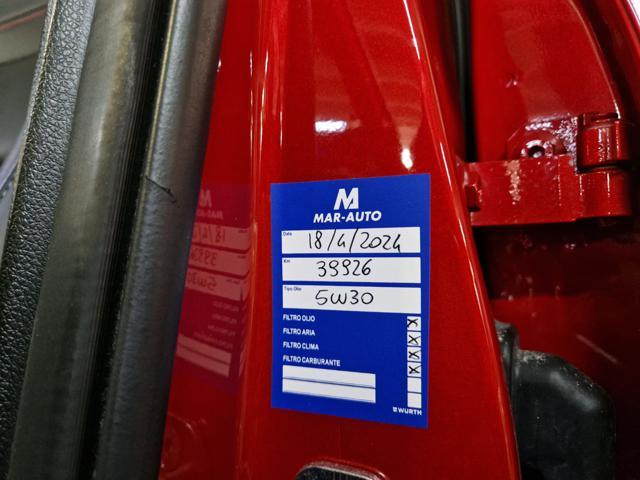 M
MAR-AUTO
Data
18/4/2024
Km
39926
Tipo Olio
5W30
FILTRO OLIO X
FILTRO ARIA X
FILTRO CLIMA X
FILTRO CARBURANTE X
WÜRTH